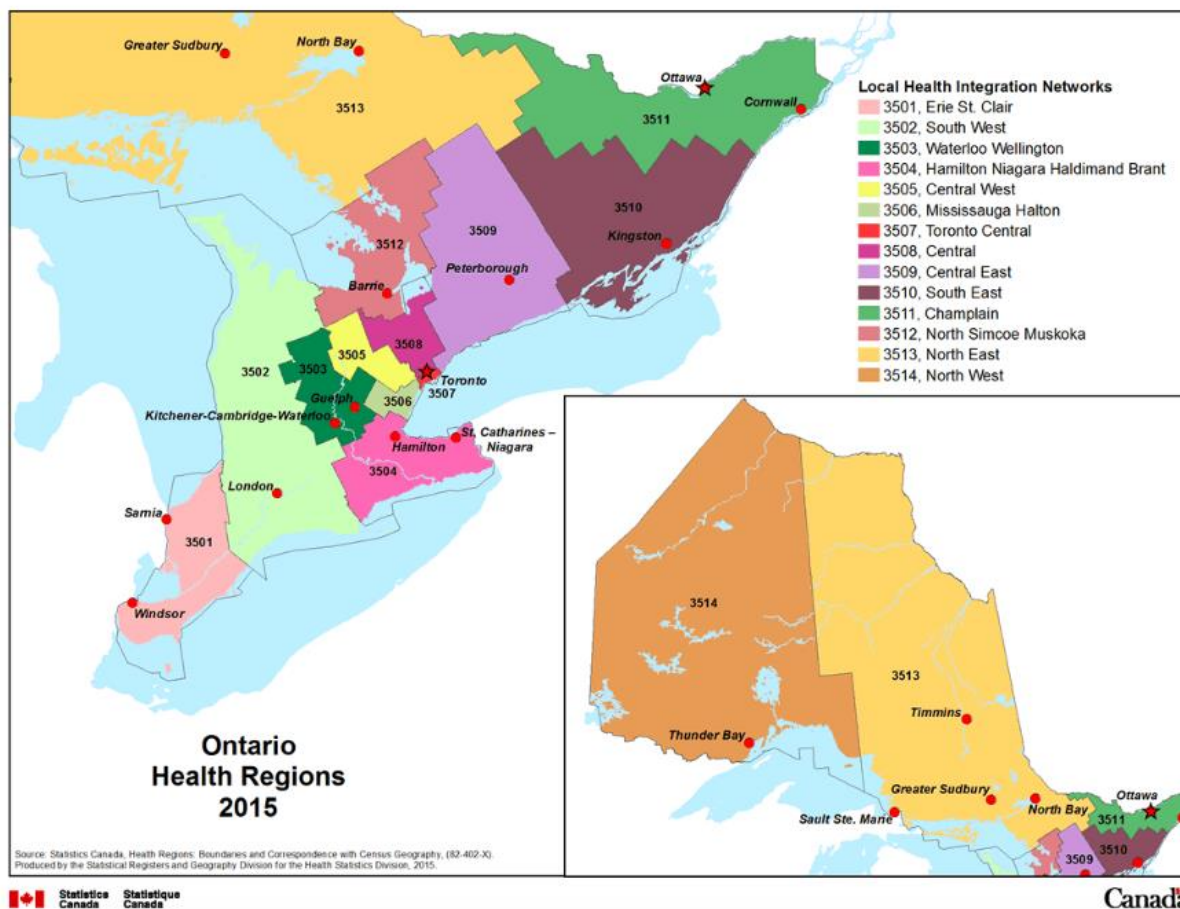 Greater Sudbury
North Bay
3513
Ottawa
3511
Cornwall
3510
Kingston
3509
Peterborough
3512
Barrie
3508
3505
3503
3502
Toronto
3507
3506
Guelph
Kitchener-Cambridge-Waterloo
St. Catharines –
Niagara
Hamilton
3504
London
Sarnia
3501
Windsor
Local Health Integration Networks
3501, Erie St. Clair
3502, South West
3503, Waterloo Wellington
3504, Hamilton Niagara Haldimand Brant
3505, Central West
3506, Mississauga Halton
3507, Toronto Central
3508, Central
3509, Central East
3510, South East
3511, Champlain
3512, North Simcoe Muskoka
3513, North East
3514, North West
3514
3513
Timmins
Thunder Bay
Greater Sudbury
North Bay
Ottawa
Sault Ste. Marie
3511
3509
3510
Ontario
Health Regions
2015
Source: Statistics Canada, Health Regions: Boundaries and Correspondence with Census Geography, (82-402-X).
Produced by the Statistical Registers and Geography Division for the Health Statistics Division, 2015.
Statistics Canada
Statistique Canada
Canada